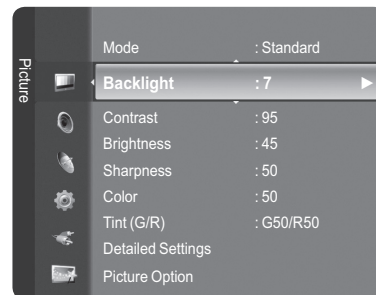 Picture
Mode : Standard
Backlight : 7
Contrast : 95
Brightness : 45
Sharpness : 50
Color : 50
Tint (G/R) : G50/R50
Detailed Settings
Picture Option